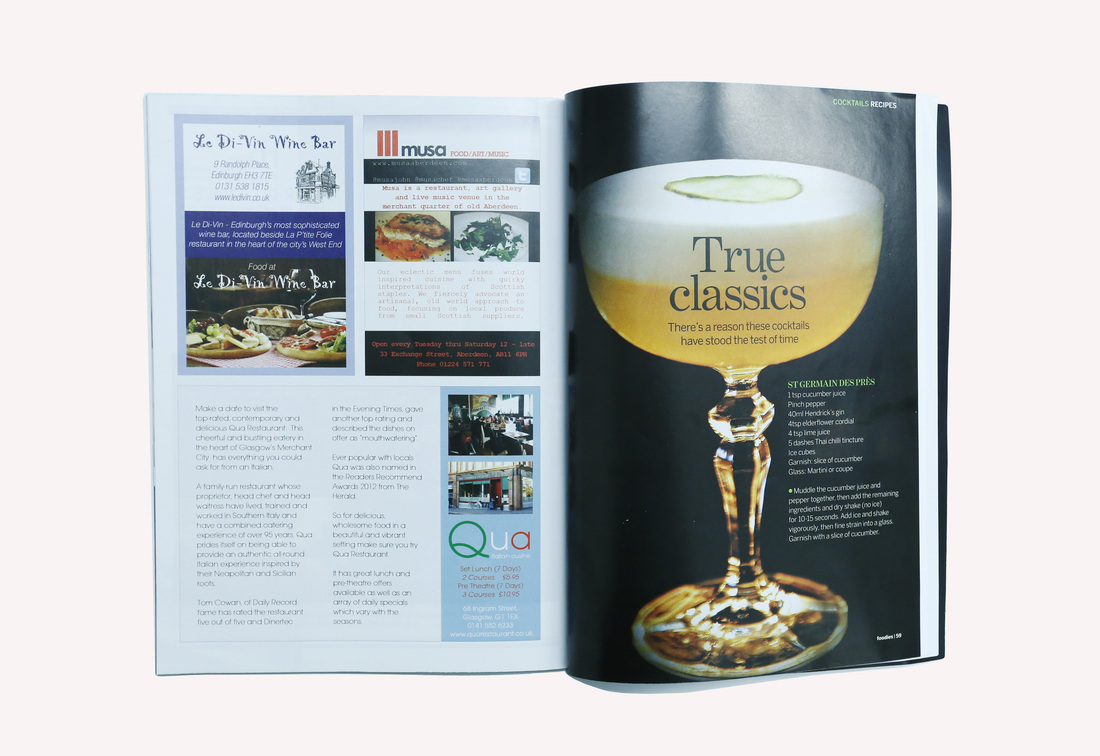 Le Di-Vin Wine Bar
9 Randolph Place,
Edinburgh EH3 7TE
0131 538 1815
www.ledivin.co.uk
Le Di-Vin - Edinburgh's most sophisticated
wine bar, located beside La P'tite Folie
restaurant in the heart of the city's West End
Food at
Le Di-Vin Wine Bar
musa FOOD/ART/MUSIC
www.musaaberdeen.com
@musajohn @musachef @musaaberdeen
Musa is a restaurant, art gallery
and live music venue in the
merchant quarter of old Aberdeen.
Our eclectic menu fuses world
inspired cuisine with quirky
interpretations of Scottish
staples. We fiercely advocate an
artisanal, old world approach to
food, focusing on local produce
from small Scottish suppliers.
Open every Tuesday thru Saturday 12 - Late
33 Exchange Street, Aberdeen, AB11 6PH
Phone 01224 571 771
Make a date to visit the
top-rated, contemporary and
delicious Qua Restaurant. This
cheerful and bustling eatery in
the heart of Glasgow's Merchant
City has everything you could
ask for from an Italian.
A family-run restaurant whose
proprietor, head chef and head
waitress have lived, trained and
worked in Southern Italy and
have a combined catering
experience of over 95 years. Qua
prides itself on being able to
provide an authentic all-round
Italian experience inspired by
their Neapolitan and Sicilian
roots.
Tom Cowan, of Daily Record
fame has rated the restaurant
five out of five and Dinertec
in the Evening Times, gave
another top rating and
described the dishes on
offer as "mouthwatering"
Ever popular with locals
Qua was also named in
the Readers Recommend
Awards 2012 from The
Herald.
So for delicious,
wholesome food in a
beautiful and vibrant
setting make sure you try
Qua Restaurant.
It has great lunch and
pre-theatre offers
available as well as an
array of daily specials
which vary with the
seasons.
Qua
italian cuisine
Set Lunch (7 Days)
2 Courses £5.95
Pre Theatre (7 Days)
3 Courses £10.95
68 Ingram Street,
Glasgow, G1 1EX
0141 552 6233
www.quarestaurant.co.uk
COCKTAILS RECIPES
True
classics
There's a reason these cocktails
have stood the test of time
ST GERMAIN DES PRÈS
1 tsp cucumber juice
Pinch pepper
40ml Hendrick's gin
4tsp elderflower cordial
4 tsp lime juice
5 dashes Thai chilli tincture
Ice cubes
Garnish: slice of cucumber
Glass: Martini or coupe
● Muddle the cucumber juice and
pepper together, then add the remaining
ingredients and dry shake (no ice)
for 10-15 seconds. Add ice and shake
vigorously, then fine strain into a glass.
Garnish with a slice of cucumber.
foodies | 99